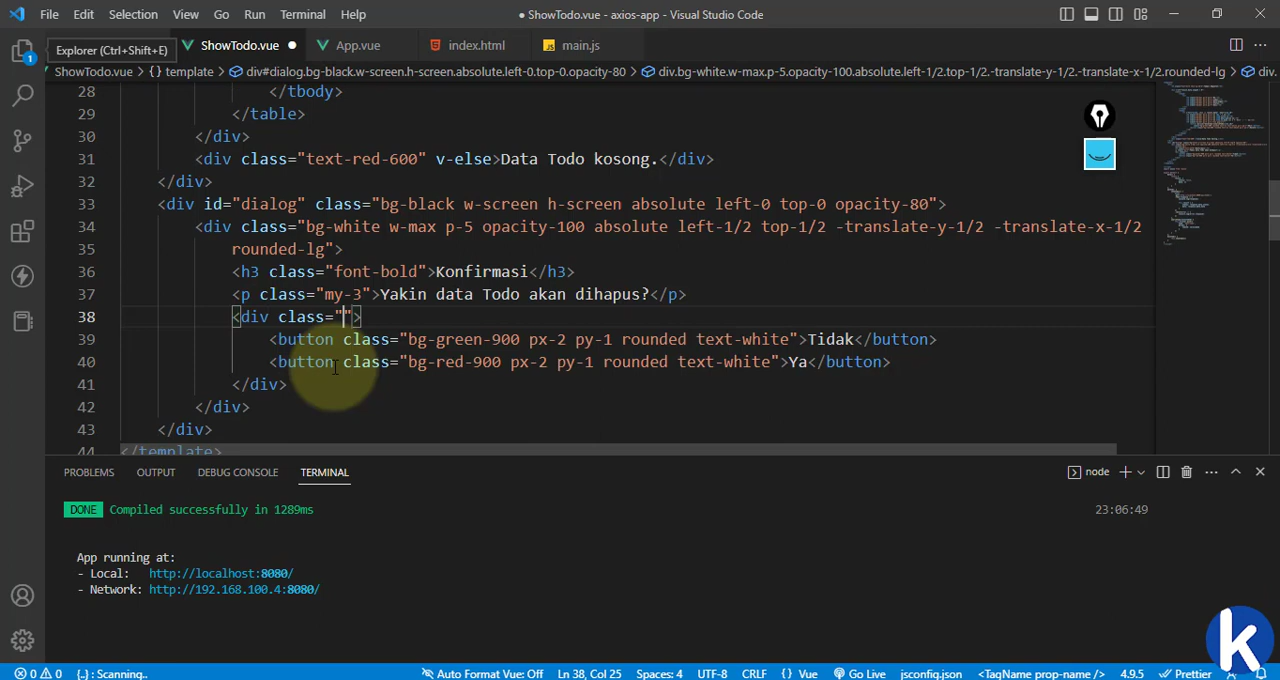 File Edit Selection View Go Run Terminal Help ● ShowTodo.vue - axios-app - Visual Studio Code
Explorer (Ctrl+Shift+E) ShowTodo.vue App.vue index.html JS main.js
ShowTodo.vue > {} template > div#dialog.bg-black.w-screen.h-screen.absolute.left-0.top-0.opacity-80 > div.bg-white.w-max.p-5.opacity-100.absolute.left-1/2.top-1/2.-translate-y-1/2.-translate-x-1/2.rounded-lg > div.
28 </tbody>
29 </table>
30 </div>
31 <div class="text-red-600" v-else>Data Todo kosong.</div>
32 </div>
33 <div id="dialog" class="bg-black w-screen h-screen absolute left-0 top-0 opacity-80">
34 <div class="bg-white w-max p-5 opacity-100 absolute left-1/2 top-1/2 -translate-y-1/2 -translate-x-1/2
35 rounded-lg">
36 <h3 class="font-bold">Konfirmasi</h3>
37 <p class="my-3">Yakin data Todo akan dihapus?</p>
38 <div class="">
39 <button class="bg-green-900 px-2 py-1 rounded text-white">Tidak</button>
40 <button class="bg-red-900 px-2 py-1 rounded text-white">Ya</button>
41 </div>
42 </div>
43 </div>
44 </template>
PROBLEMS OUTPUT DEBUG CONSOLE TERMINAL node
DONE Compiled successfully in 1289ms 23:06:49
App running at:
- Local: http://localhost:8080/
- Network: http://192.168.100.4:8080/
k
0 0 {..} : Scanning.. Auto Format Vue: Off Ln 38, Col 25 Spaces: 4 UTF-8 CRLF {} Vue Go Live jsconfig.json <TagName prop-name /> 4.9.5 Prettier